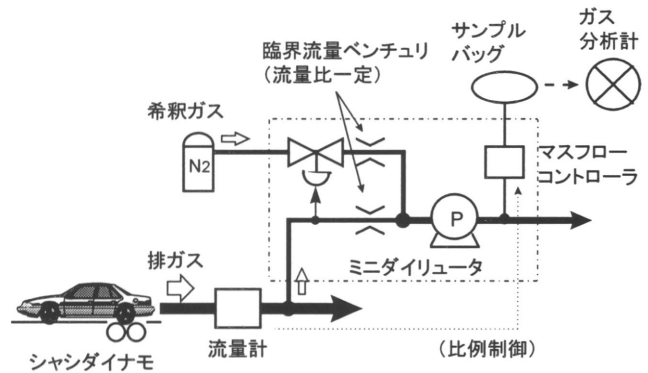 サンプル
バッグ
ガス
分析計
臨界流量ベンチュリ
（流量比一定）
希釈ガス
N2
マスフロー
コントローラ
P
排ガス
ミニダイリュータ
シャシダイナモ
流量計
（比例制御）